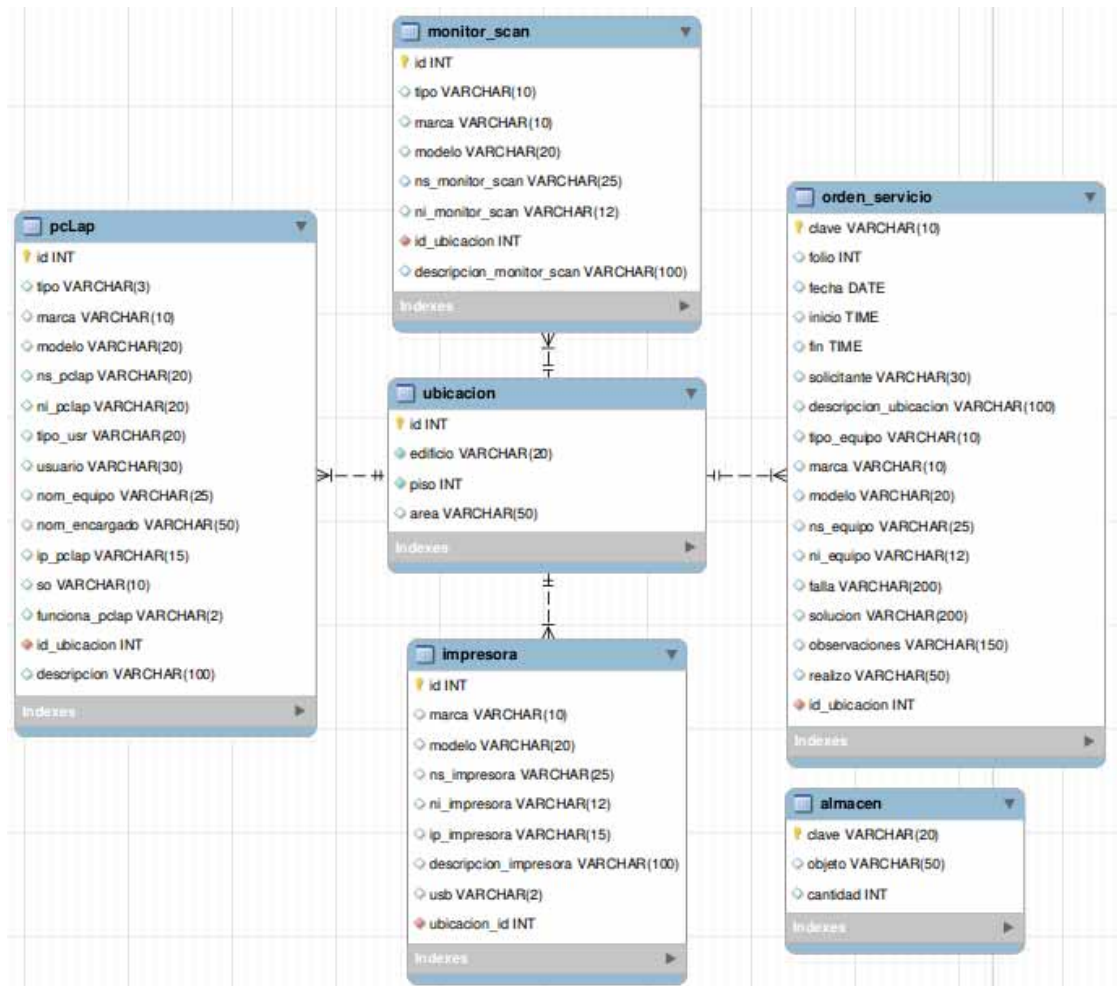 monitor_scan
id INT
tipo VARCHAR(10)
marca VARCHAR(10)
modelo VARCHAR(20)
ns_monitor_scan VARCHAR(25)
ni_monitor_scan VARCHAR(12)
id_ubicacion INT
descripcion_monitor_scan VARCHAR(100)
Indexes
pcLap
id INT
tipo VARCHAR(3)
marca VARCHAR(10)
modelo VARCHAR(20)
ns_pclap VARCHAR(20)
ni_pclap VARCHAR(20)
tipo_usr VARCHAR(20)
usuario VARCHAR(30)
nom_equipo VARCHAR(25)
nom_encargado VARCHAR(50)
ip_pclap VARCHAR(15)
so VARCHAR(10)
funciona_pclap VARCHAR(2)
id_ubicacion INT
descripcion VARCHAR(100)
Indexes
ubicacion
id INT
edificio VARCHAR(20)
piso INT
area VARCHAR(50)
Indexes
orden_servicio
clave VARCHAR(10)
folio INT
fecha DATE
inicio TIME
fin TIME
solicitante VARCHAR(30)
descripcion_ubicacion VARCHAR(100)
tipo_equipo VARCHAR(10)
marca VARCHAR(10)
modelo VARCHAR(20)
ns_equipo VARCHAR(25)
ni_equipo VARCHAR(12)
falla VARCHAR(200)
solucion VARCHAR(200)
observaciones VARCHAR(150)
realizo VARCHAR(50)
id_ubicacion INT
Indexes
impresora
id INT
marca VARCHAR(10)
modelo VARCHAR(20)
ns_impresora VARCHAR(25)
ni_impresora VARCHAR(12)
ip_impresora VARCHAR(15)
descripcion_impresora VARCHAR(100)
usb VARCHAR(2)
ubicacion_id INT
Indexes
almacen
clave VARCHAR(20)
objeto VARCHAR(50)
cantidad INT
Indexes